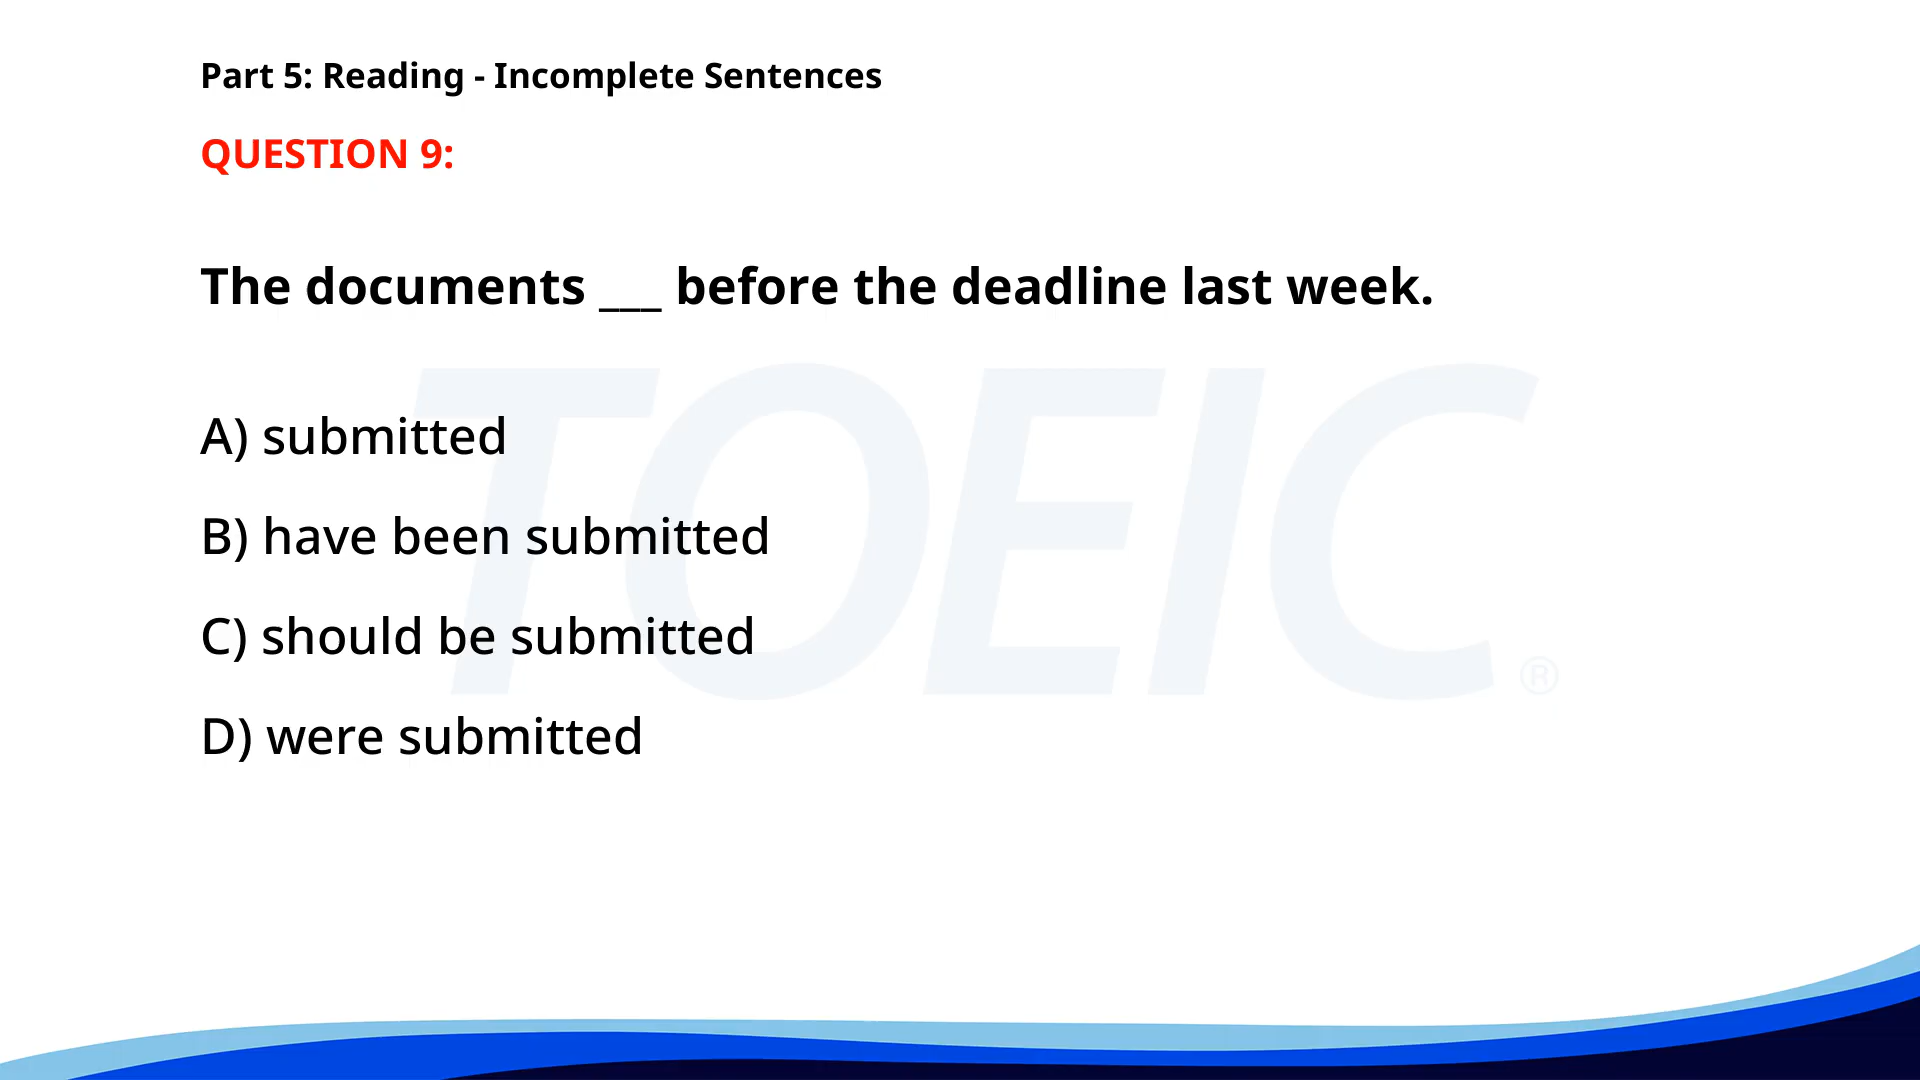 Part 5: Reading - Incomplete Sentences
QUESTION 9:
The documents ___ before the deadline last week.
TOEIC®
A) submitted
B) have been submitted
C) should be submitted
D) were submitted